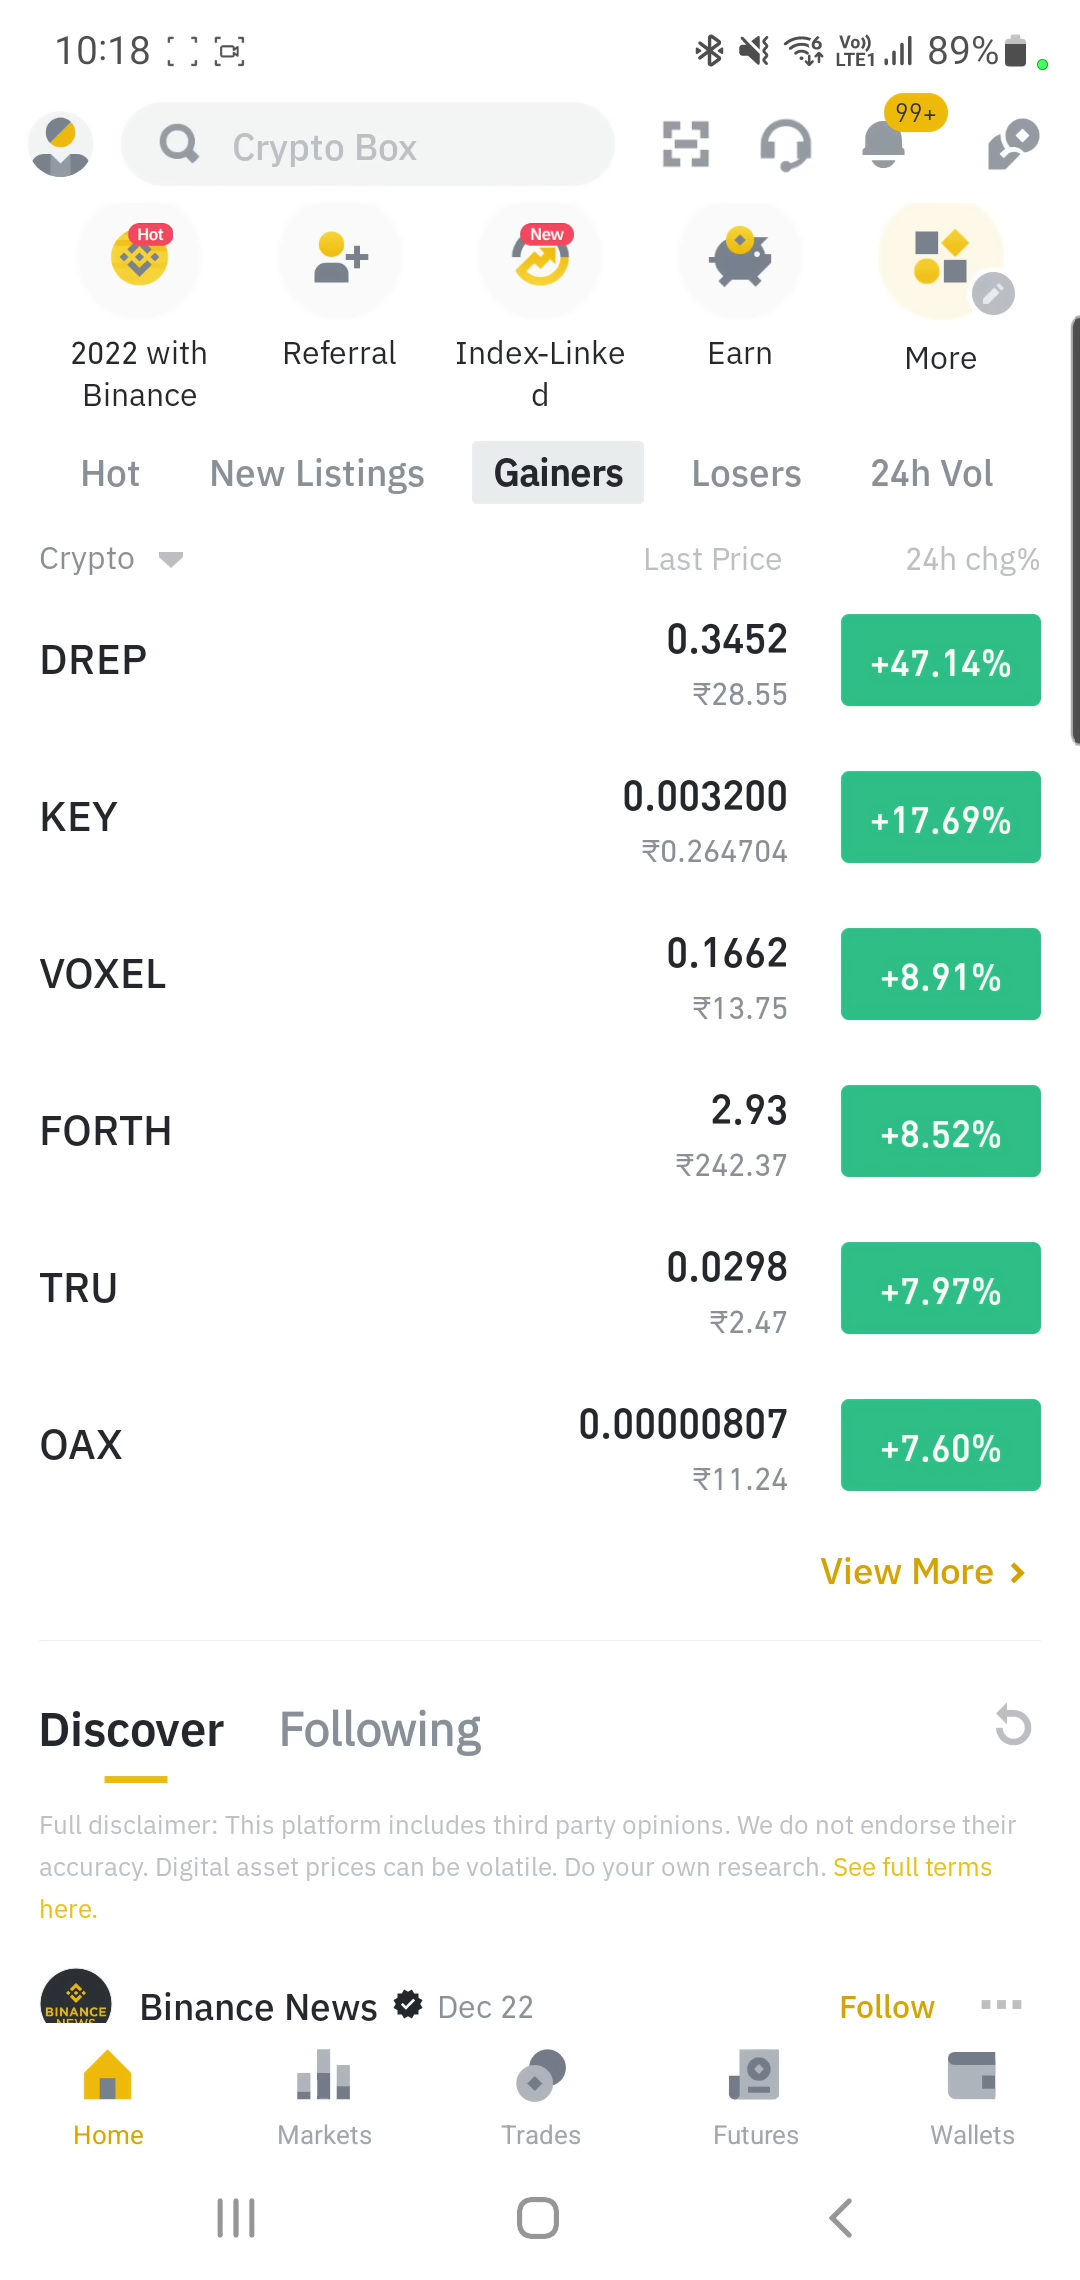 10:18
Vo)) LTE1
6
89%
99+
Crypto Box
Hot
New
2022 with
Binance
Referral
Index-Linke
d
Earn
More
Hot New Listings Gainers Losers 24h Vol
Crypto Last Price 24h chg%
DREP 0.3452 +47.14%
₹28.55
KEY 0.003200 +17.69%
₹0.264704
VOXEL 0.1662 +8.91%
₹13.75
FORTH 2.93 +8.52%
₹242.37
TRU 0.0298 +7.97%
₹2.47
OAX 0.00000807 +7.60%
₹11.24
View More
Discover Following
Full disclaimer: This platform includes third party opinions. We do not endorse their
accuracy. Digital asset prices can be volatile. Do your own research. See full terms
here.
BINANCE
NEWS
Binance News Dec 22 Follow
Home Markets Trades Futures Wallets